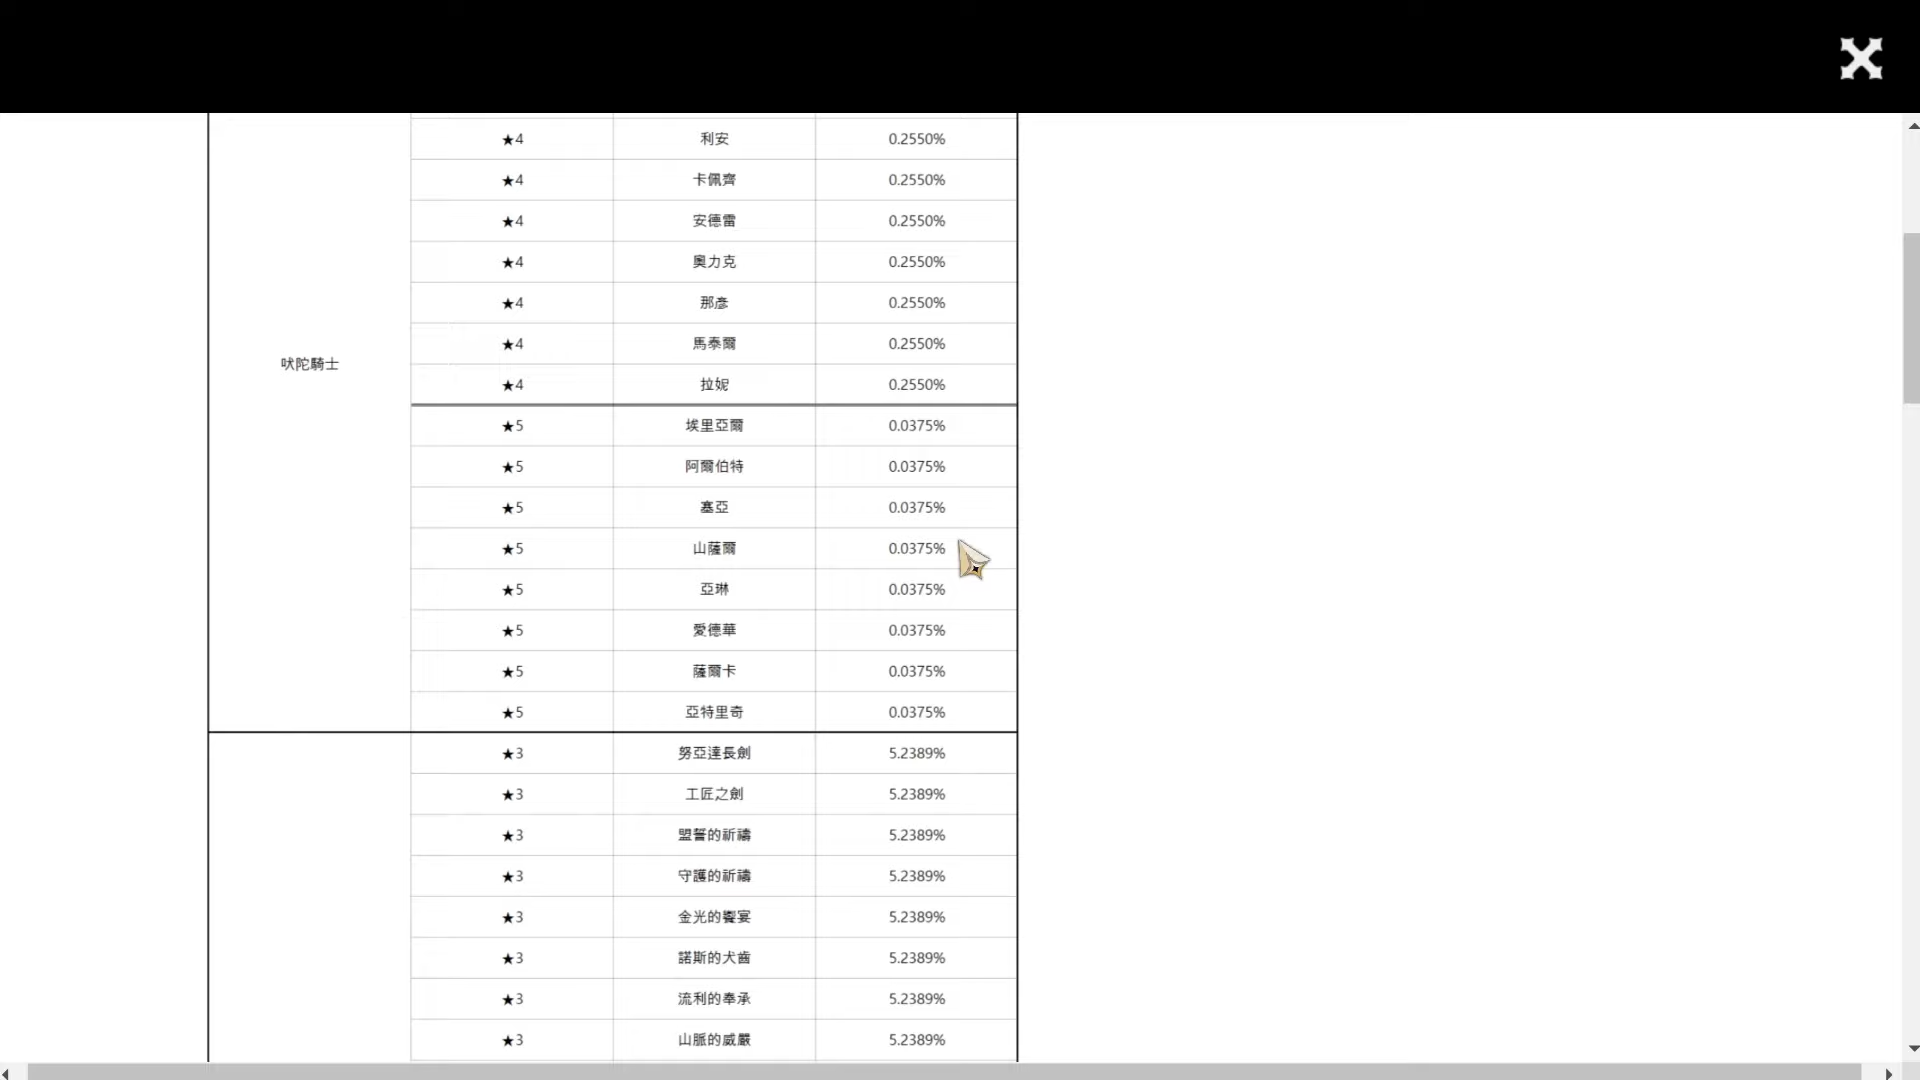 ★4 利安 0.2550%
★4 卡佩齊 0.2550%
★4 安德雷 0.2550%
★4 奧力克 0.2550%
★4 那彥 0.2550%
★4 馬泰爾 0.2550%
吠陀騎士
★4 拉妮 0.2550%
★5 埃里亞爾 0.0375%
★5 阿爾伯特 0.0375%
★5 塞亞 0.0375%
★5 山薩爾 0.0375%
★5 亞琳 0.0375%
★5 愛德華 0.0375%
★5 薩爾卡 0.0375%
★5 亞特里奇 0.0375%
★3 努亞達長劍 5.2389%
★3 工匠之劍 5.2389%
★3 盟誓的祈禱 5.2389%
★3 守護的祈禱 5.2389%
★3 金光的饗宴 5.2389%
★3 諾斯的犬齒 5.2389%
★3 流利的奉承 5.2389%
★3 山脈的威嚴 5.2389%